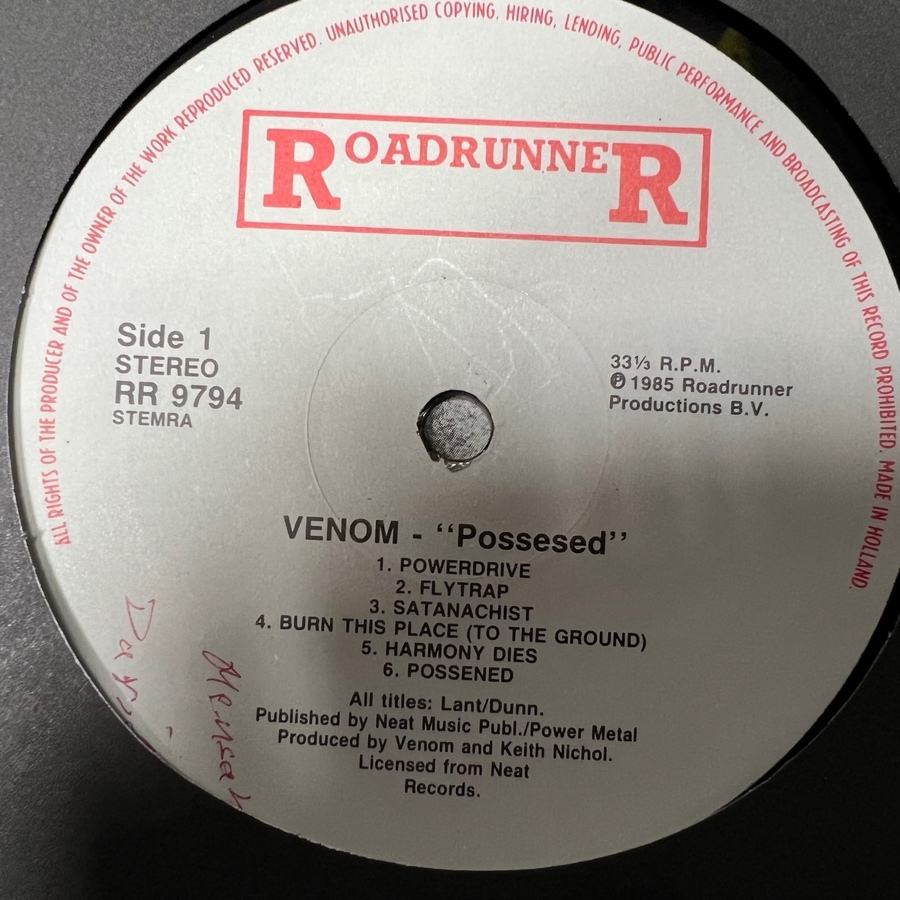 ALL RIGHTS OF THE PRODUCER AND OF THE OWNER OF THE WORK REPRODUCED RESERVED. UNAUTHORISED COPYING, HIRING, LENDING, PUBLIC PERFORMANCE AND BROADCASTING OF THIS RECORD PROHIBITED. MADE IN HOLLAND.
ROADRUNNER
Side 1
STEREO
RR 9794
STEMRA
33⅓ R.P.M.
℗ 1985 Roadrunner
Productions B.V.
VENOM - “Possesed”
1. POWERDRIVE
2. FLYTRAP
3. SATANACHIST
4. BURN THIS PLACE (TO THE GROUND)
5. HARMONY DIES
6. POSSENED
All titles: Lant/Dunn.
Published by Neat Music Publ./Power Metal
Produced by Venom and Keith Nichol.
Licensed from Neat
Records.